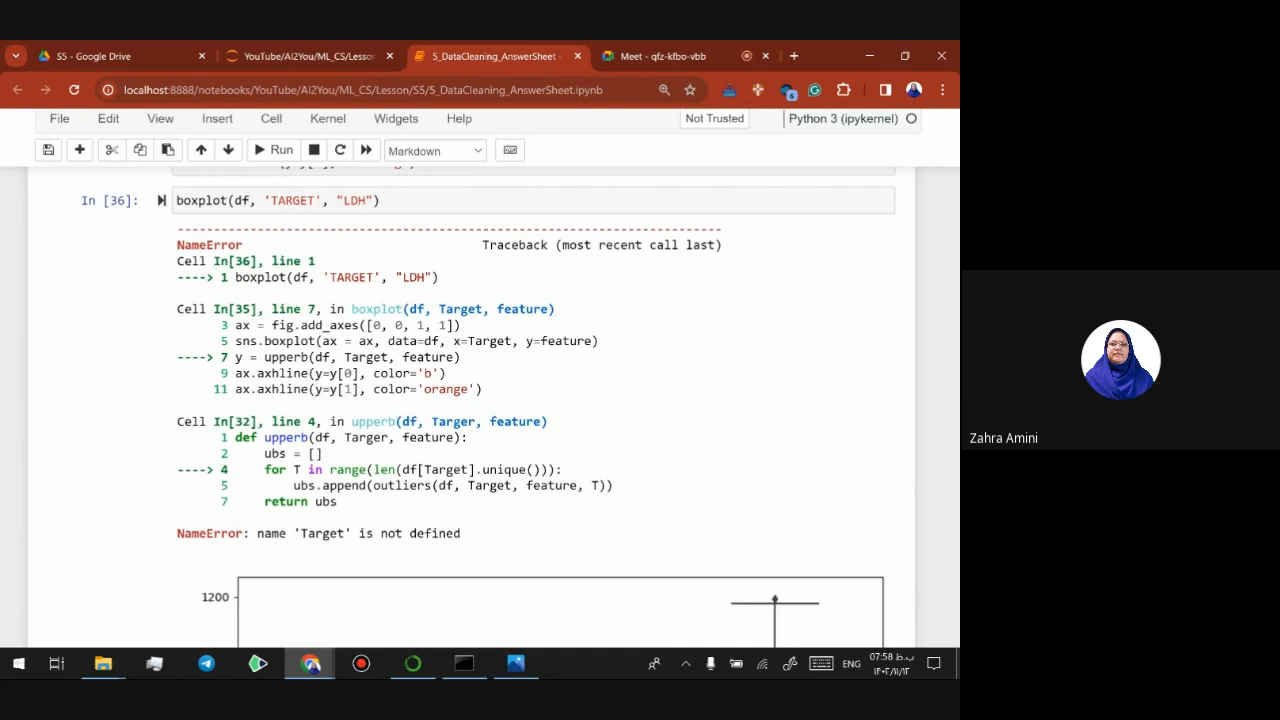 S5 - Google Drive
YouTube/AI2You/ML_CS/Lesson
5_DataCleaning_AnswerSheet -
Meet - qfz-kfbo-vbb
localhost:8888/notebooks/YouTube/AI2You/ML_CS/Lesson/S5/5_DataCleaning_AnswerSheet.ipynb
6
File Edit View Insert Cell Kernel Widgets Help Not Trusted Python 3 (ipykernel)
Run Markdown
In [36]: boxplot(df, 'TARGET', "LDH")
---------------------------------------------------------------------------
NameError Traceback (most recent call last)
Cell In[36], line 1
----> 1 boxplot(df, 'TARGET', "LDH")
Cell In[35], line 7, in boxplot(df, Target, feature)
3 ax = fig.add_axes([0, 0, 1, 1])
5 sns.boxplot(ax = ax, data=df, x=Target, y=feature)
----> 7 y = upperb(df, Target, feature)
9 ax.axhline(y=y[0], color='b')
11 ax.axhline(y=y[1], color='orange')
Cell In[32], line 4, in upperb(df, Targer, feature)
1 def upperb(df, Targer, feature):
2 ubs = []
----> 4 for T in range(len(df[Target].unique())):
5 ubs.append(outliers(df, Target, feature, T))
7 return ubs
NameError: name 'Target' is not defined
1200
Zahra Amini
ENG
07:58 ب.ظ
۱۴۰۲/۱۱/۱۲